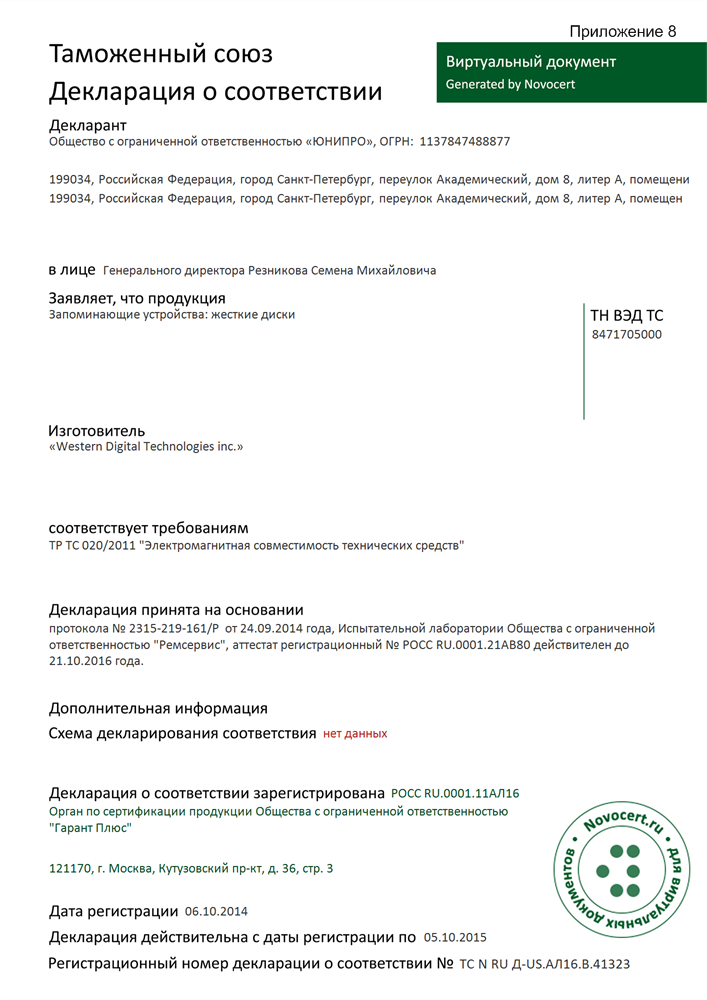 Приложение 8
Таможенный союз
Декларация о соответствии
Виртуальный документ
Generated by Novocert
Декларант
Общество с ограниченной ответственностью «ЮНИПРО», ОГРН: 1137847488877
199034, Российская Федерация, город Санкт-Петербург, переулок Академический, дом 8, литер А, помещени
199034, Российская Федерация, город Санкт-Петербург, переулок Академический, дом 8, литер А, помещен
в лице Генерального директора Резникова Семена Михайловича
Заявляет, что продукция
Запоминающие устройства: жесткие диски
ТН ВЭД ТС
8471705000
Изготовитель
«Western Digital Technologies inc.»
соответствует требованиям
ТР ТС 020/2011 "Электромагнитная совместимость технических средств"
Декларация принята на основании
протокола № 2315-219-161/Р от 24.09.2014 года, Испытательной лаборатории Общества с ограниченной
ответственностью "Ремсервис", аттестат регистрационный № РОСС RU.0001.21АВ80 действителен до
21.10.2016 года.
Дополнительная информация
Схема декларирования соответствия нет данных
Декларация о соответствии зарегистрирована РОСС RU.0001.11АЛ16
Орган по сертификации продукции Общества с ограниченной ответственностью
"Гарант Плюс"
121170, г. Москва, Кутузовский пр-кт, д. 36, стр. 3
Novocert.ru • для виртуальных документов •
Дата регистрации 06.10.2014
Декларация действительна с даты регистрации по 05.10.2015
Регистрационный номер декларации о соответствии № ТС N RU Д-US.АЛ16.В.41323